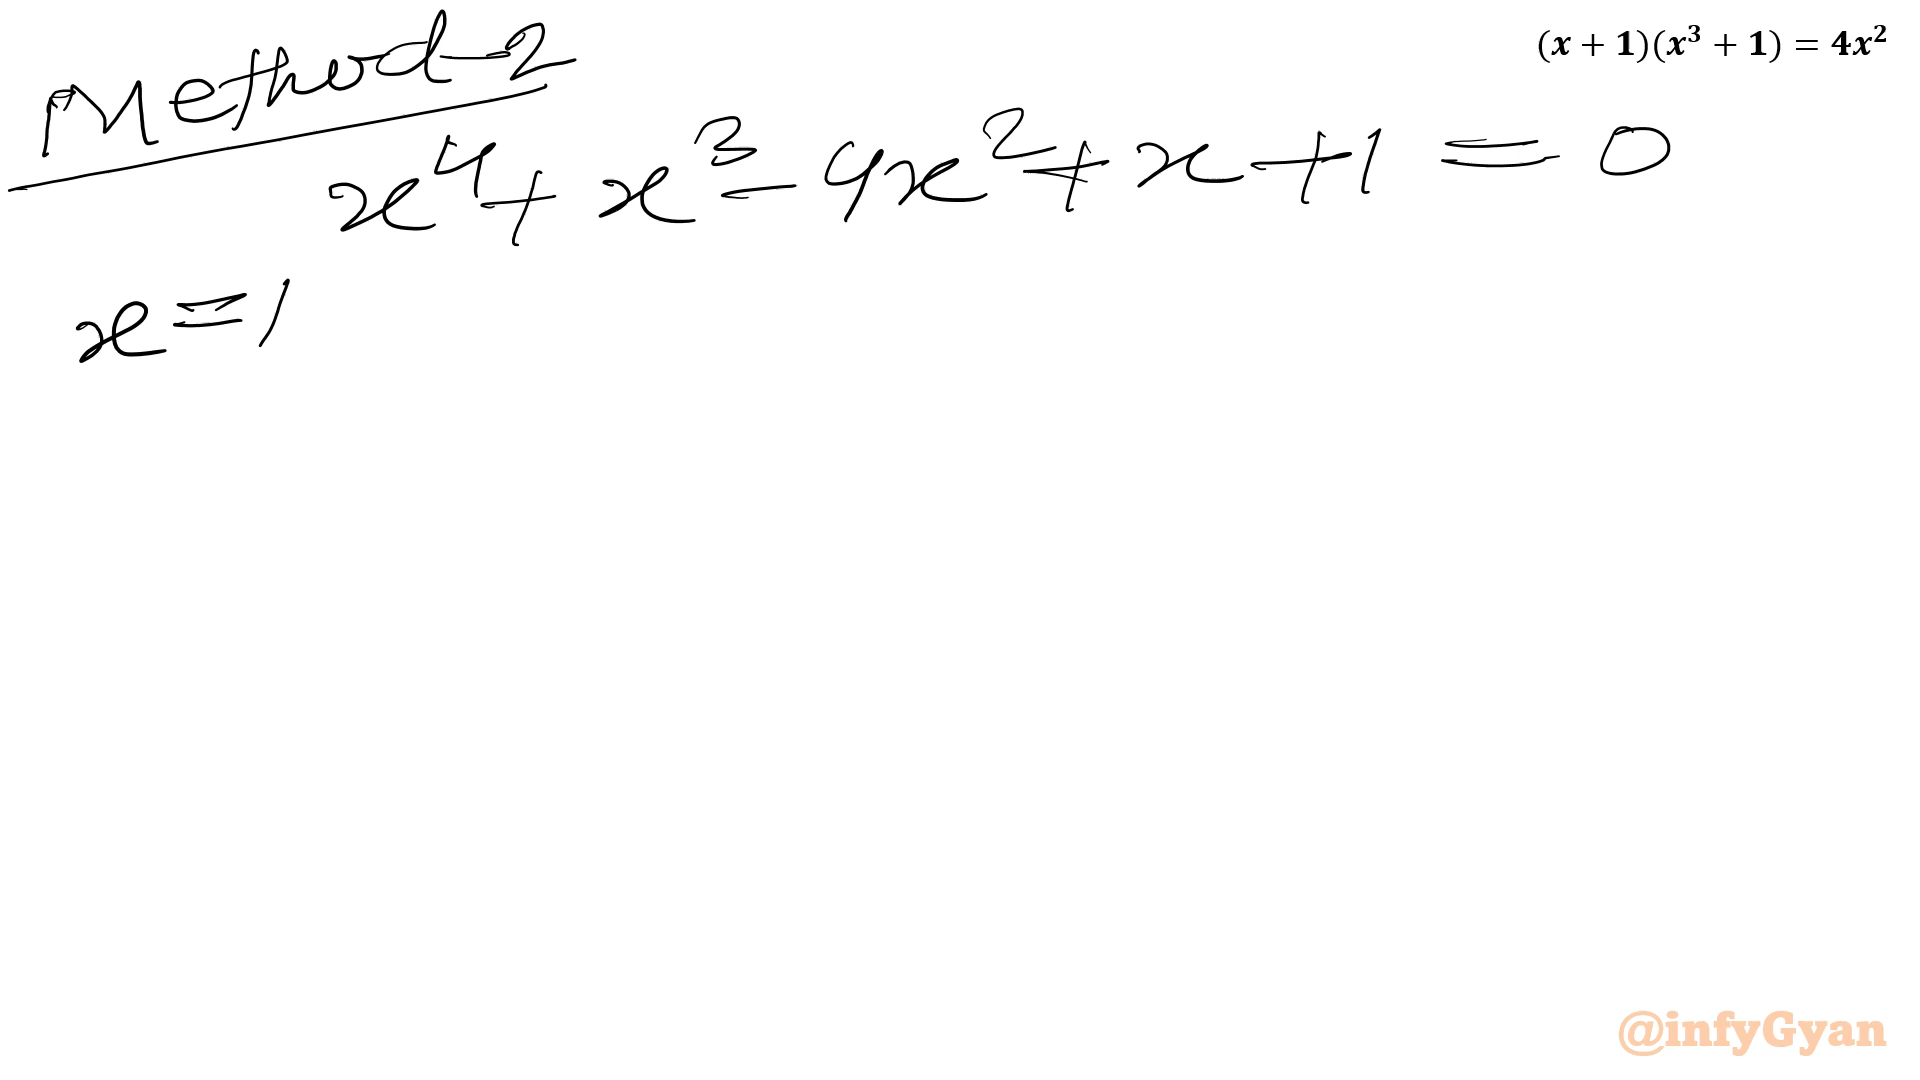 (x + 1)(x³ + 1) = 4x²
Method-2
x⁴ + x³ - 4x² + x + 1 = 0
x = 1
@infyGyan